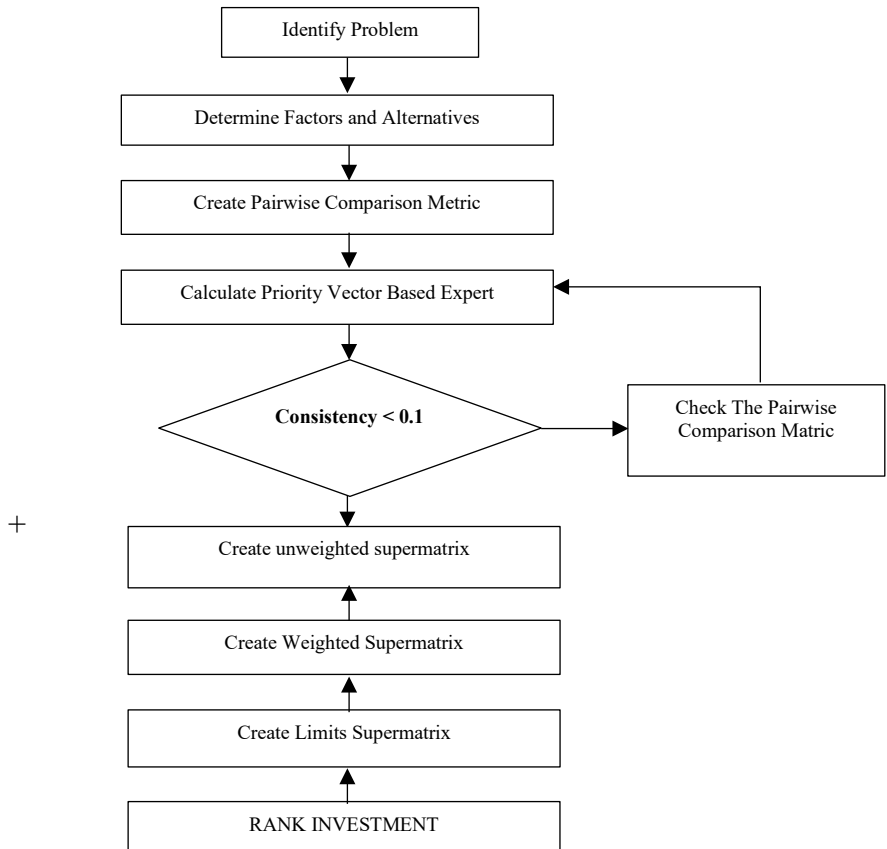 Identify Problem
Determine Factors and Alternatives
Create Pairwise Comparison Metric
Calculate Priority Vector Based Expert
Consistency < 0.1
Check The Pairwise
Comparison Matric
+
Create unweighted supermatrix
Create Weighted Supermatrix
Create Limits Supermatrix
RANK INVESTMENT